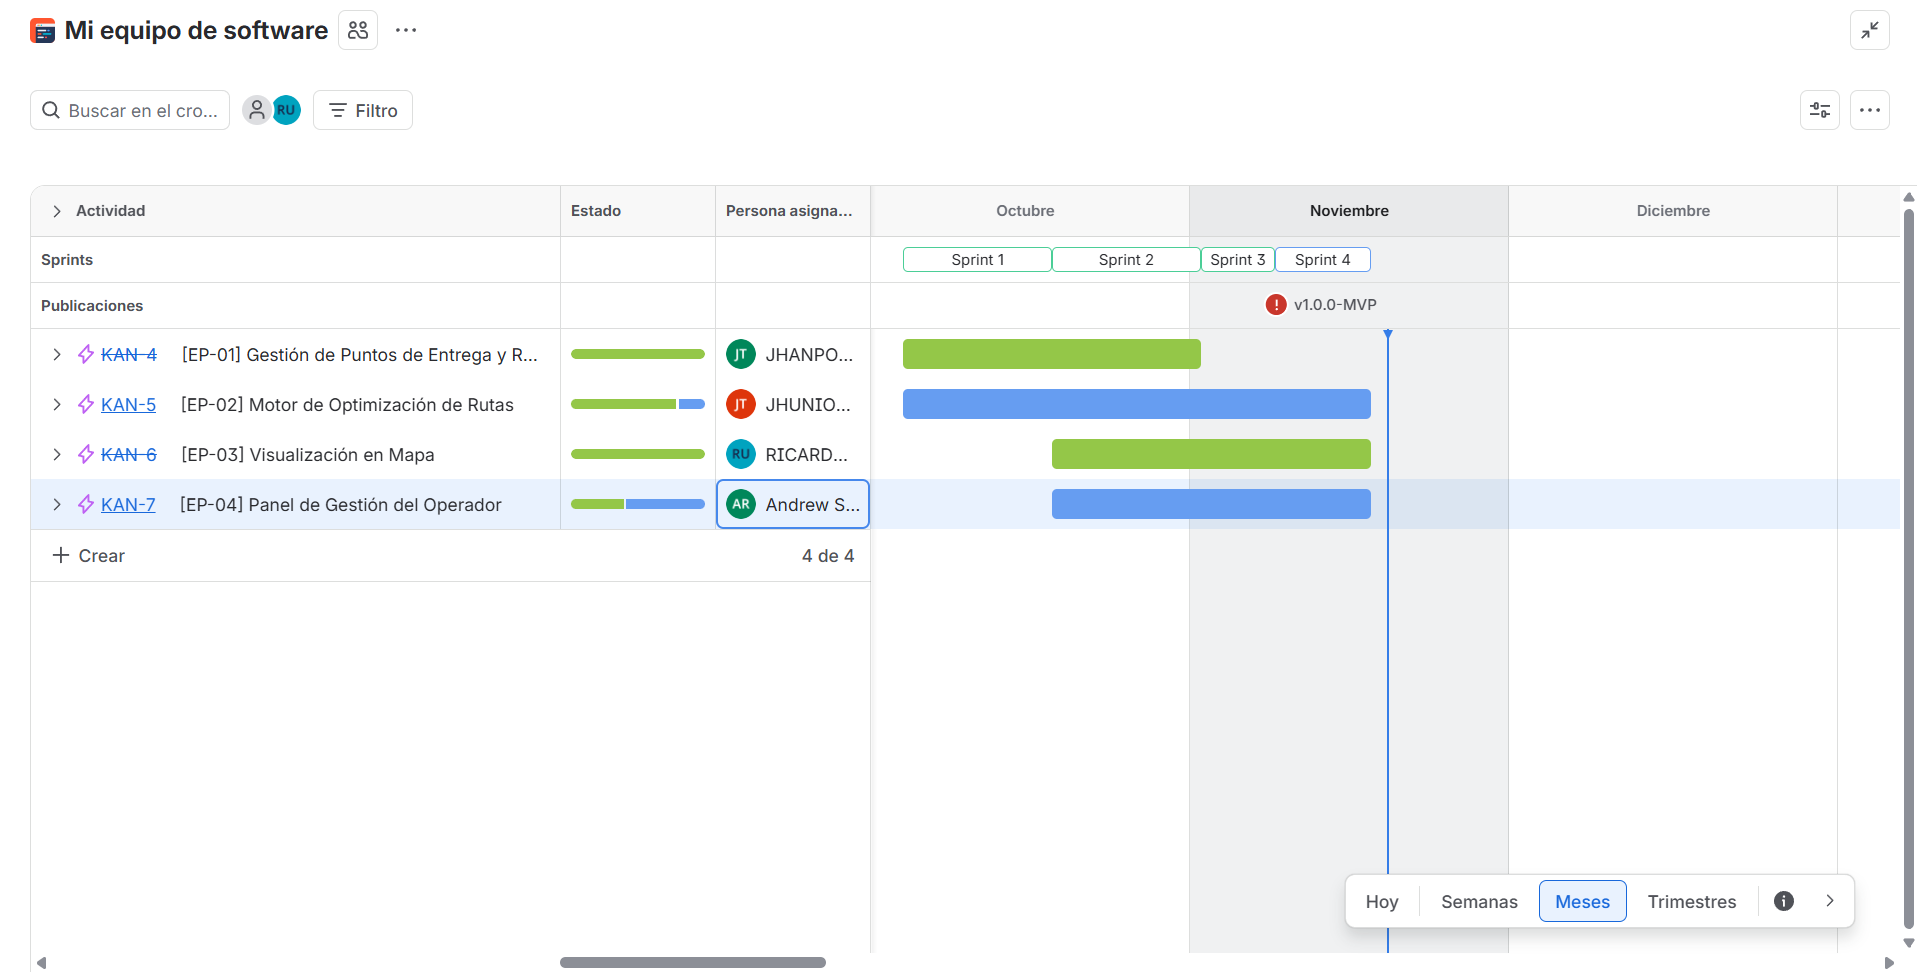 Mi equipo de software
Buscar en el cro...
RU
Filtro
Actividad
Estado
Persona asigna...
Octubre
Noviembre
Diciembre
Sprints
Sprint 1
Sprint 2
Sprint 3
Sprint 4
Publicaciones
v1.0.0-MVP
KAN-4 [EP-01] Gestión de Puntos de Entrega y R...
JT JHANPO...
KAN-5 [EP-02] Motor de Optimización de Rutas
JT JHUNIO...
KAN-6 [EP-03] Visualización en Mapa
RU RICARD...
KAN-7 [EP-04] Panel de Gestión del Operador
AR Andrew S...
Crear
4 de 4
Hoy
Semanas
Meses
Trimestres